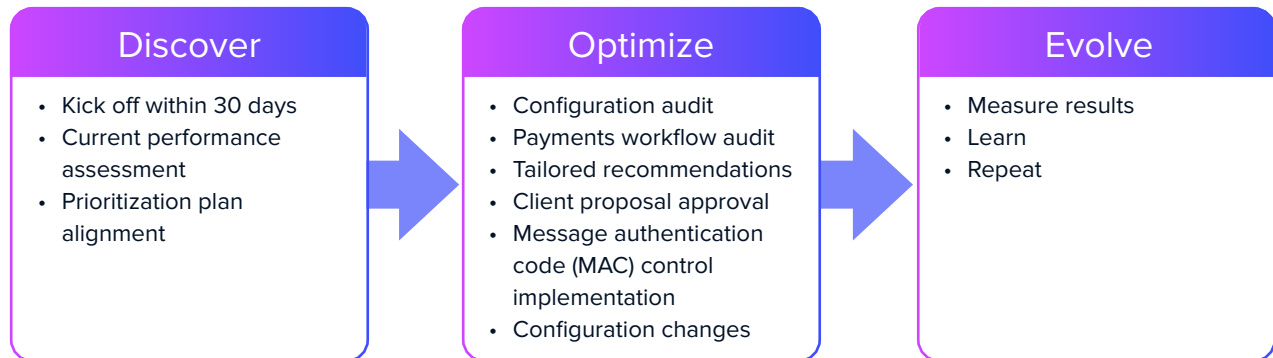 Discover
• Kick off within 30 days
• Current performance
assessment
• Prioritization plan
alignment
Optimize
• Configuration audit
• Payments workflow audit
• Tailored recommendations
• Client proposal approval
• Message authentication
code (MAC) control
implementation
• Configuration changes
Evolve
• Measure results
• Learn
• Repeat